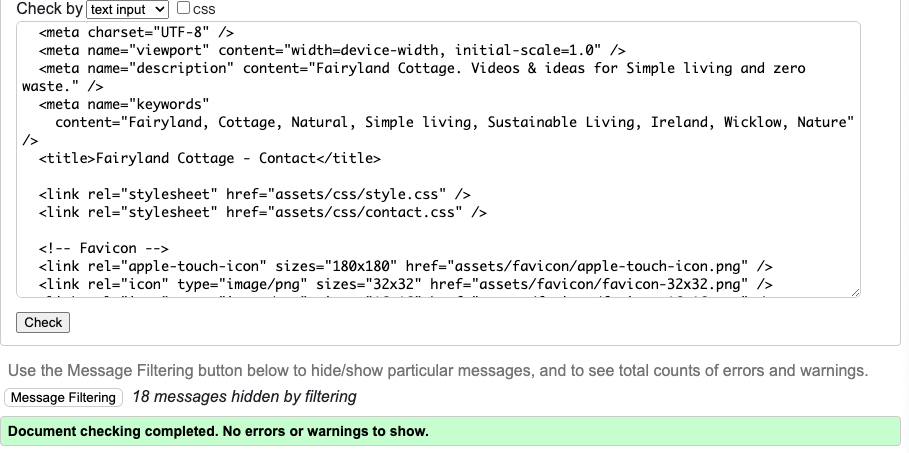 Check by text input css
<meta charset="UTF-8" />
<meta name="viewport" content="width=device-width, initial-scale=1.0" />
<meta name="description" content="Fairyland Cottage. Videos & ideas for Simple living and zero
waste." />
<meta name="keywords"
content="Fairyland, Cottage, Natural, Simple living, Sustainable Living, Ireland, Wicklow, Nature"
/>
<title>Fairyland Cottage - Contact</title>
<link rel="stylesheet" href="assets/css/style.css" />
<link rel="stylesheet" href="assets/css/contact.css" />
<!-- Favicon -->
<link rel="apple-touch-icon" sizes="180x180" href="assets/favicon/apple-touch-icon.png" />
<link rel="icon" type="image/png" sizes="32x32" href="assets/favicon/favicon-32x32.png" />
Check
Use the Message Filtering button below to hide/show particular messages, and to see total counts of errors and warnings.
Message Filtering 18 messages hidden by filtering
Document checking completed. No errors or warnings to show.